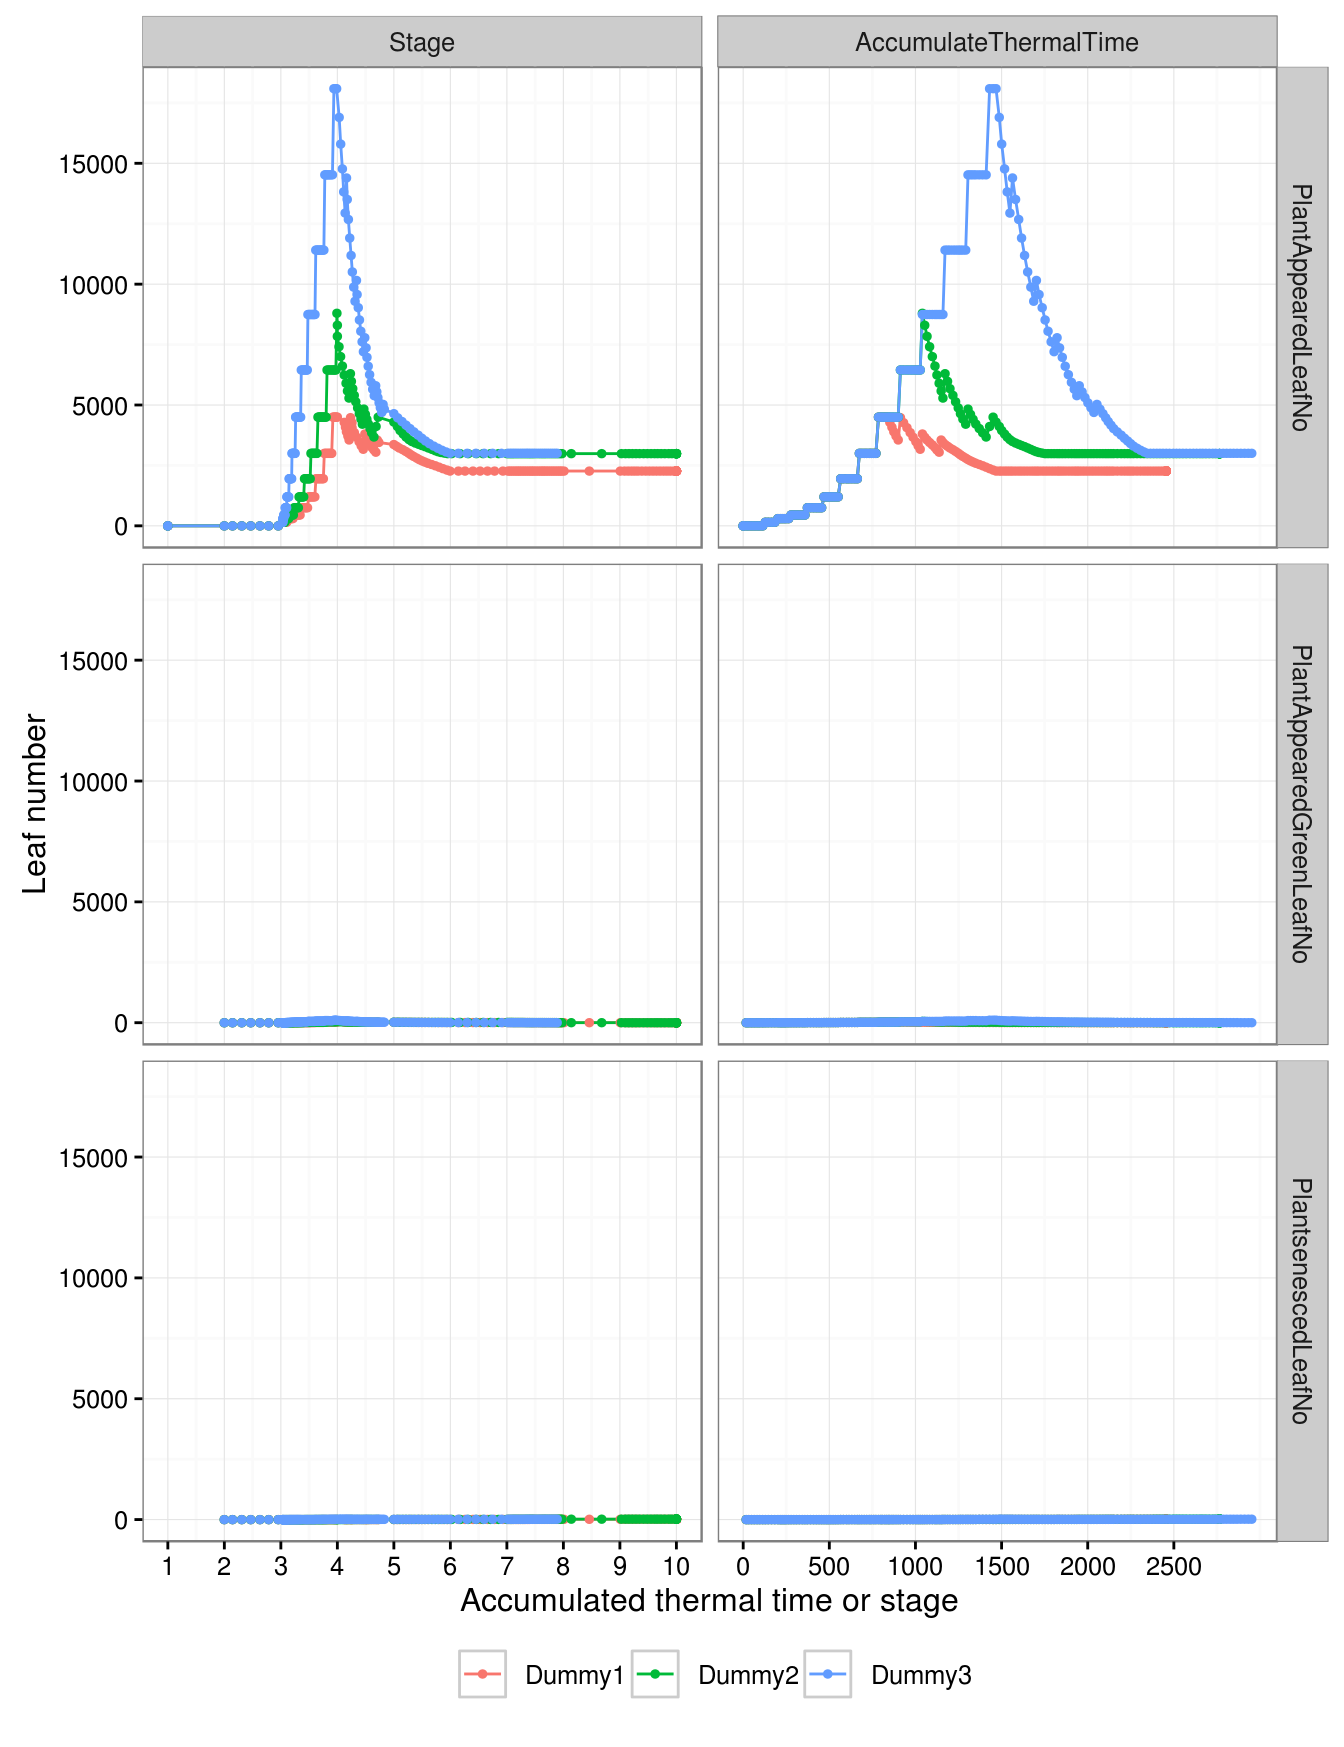 Stage
AccumulateThermalTime
PlantAppearedLeafNo
15000
10000
5000
0
PlantAppearedGreenLeafNo
15000
10000
5000
0
PlantsenescedLeafNo
15000
10000
5000
0
Leaf number
1 2 3 4 5 6 7 8 9 10
0 500 1000 1500 2000 2500
Accumulated thermal time or stage
Dummy1 Dummy2 Dummy3